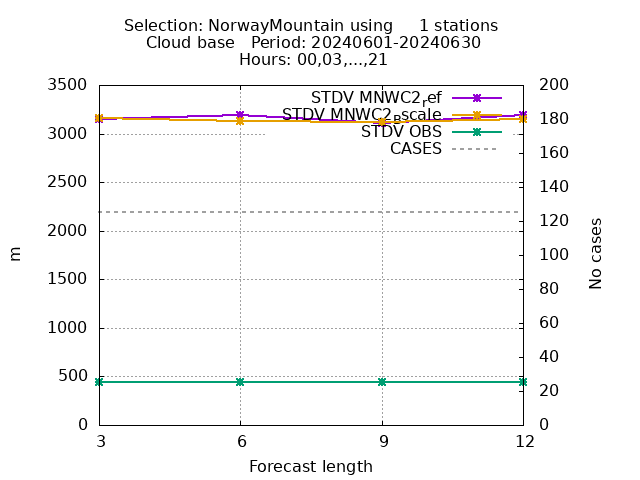 Selection: NorwayMountain using 1 stations
Cloud base Period: 20240601-20240630
Hours: 00,03,...,21
STDV MNWC2_ref
STDV MNWC2_Bscale
STDV OBS
CASES
3500
3000
2500
2000
1500
1000
500
0
200
180
160
140
120
100
80
60
40
20
0
m
No cases
3 6 9 12
Forecast length